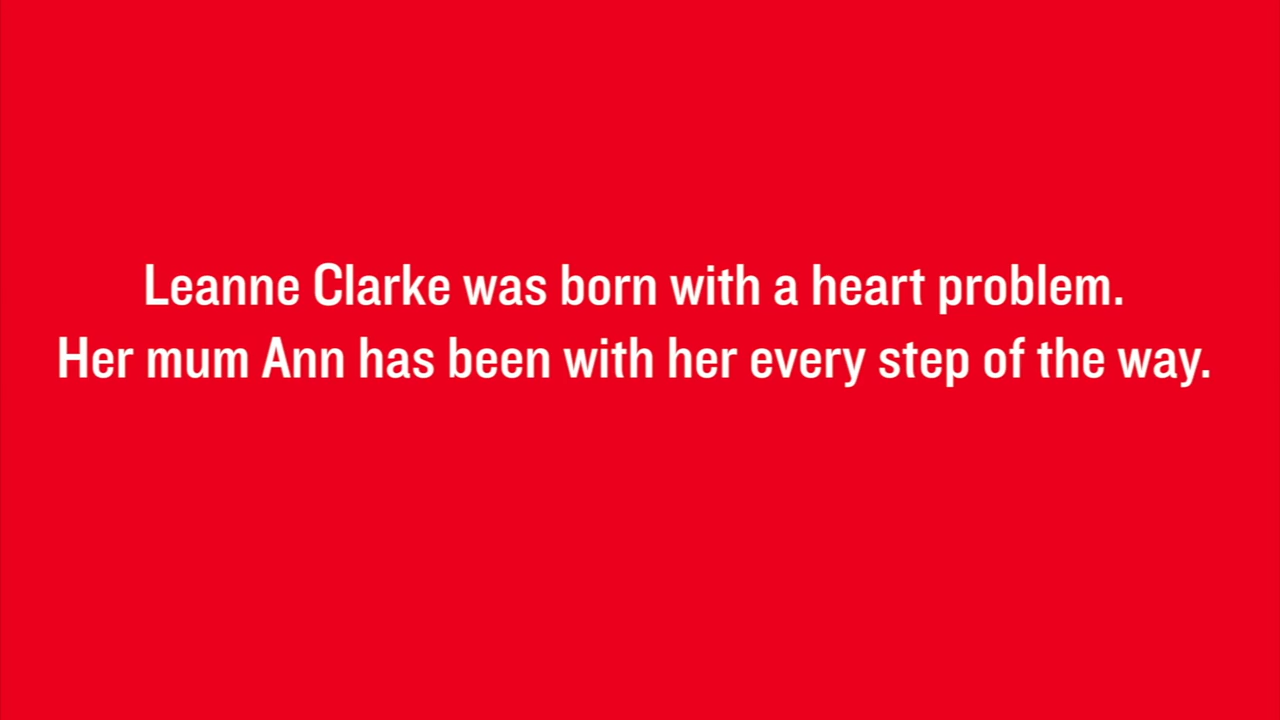 Leanne Clarke was born with a heart problem.
Her mum Ann has been with her every step of the way.